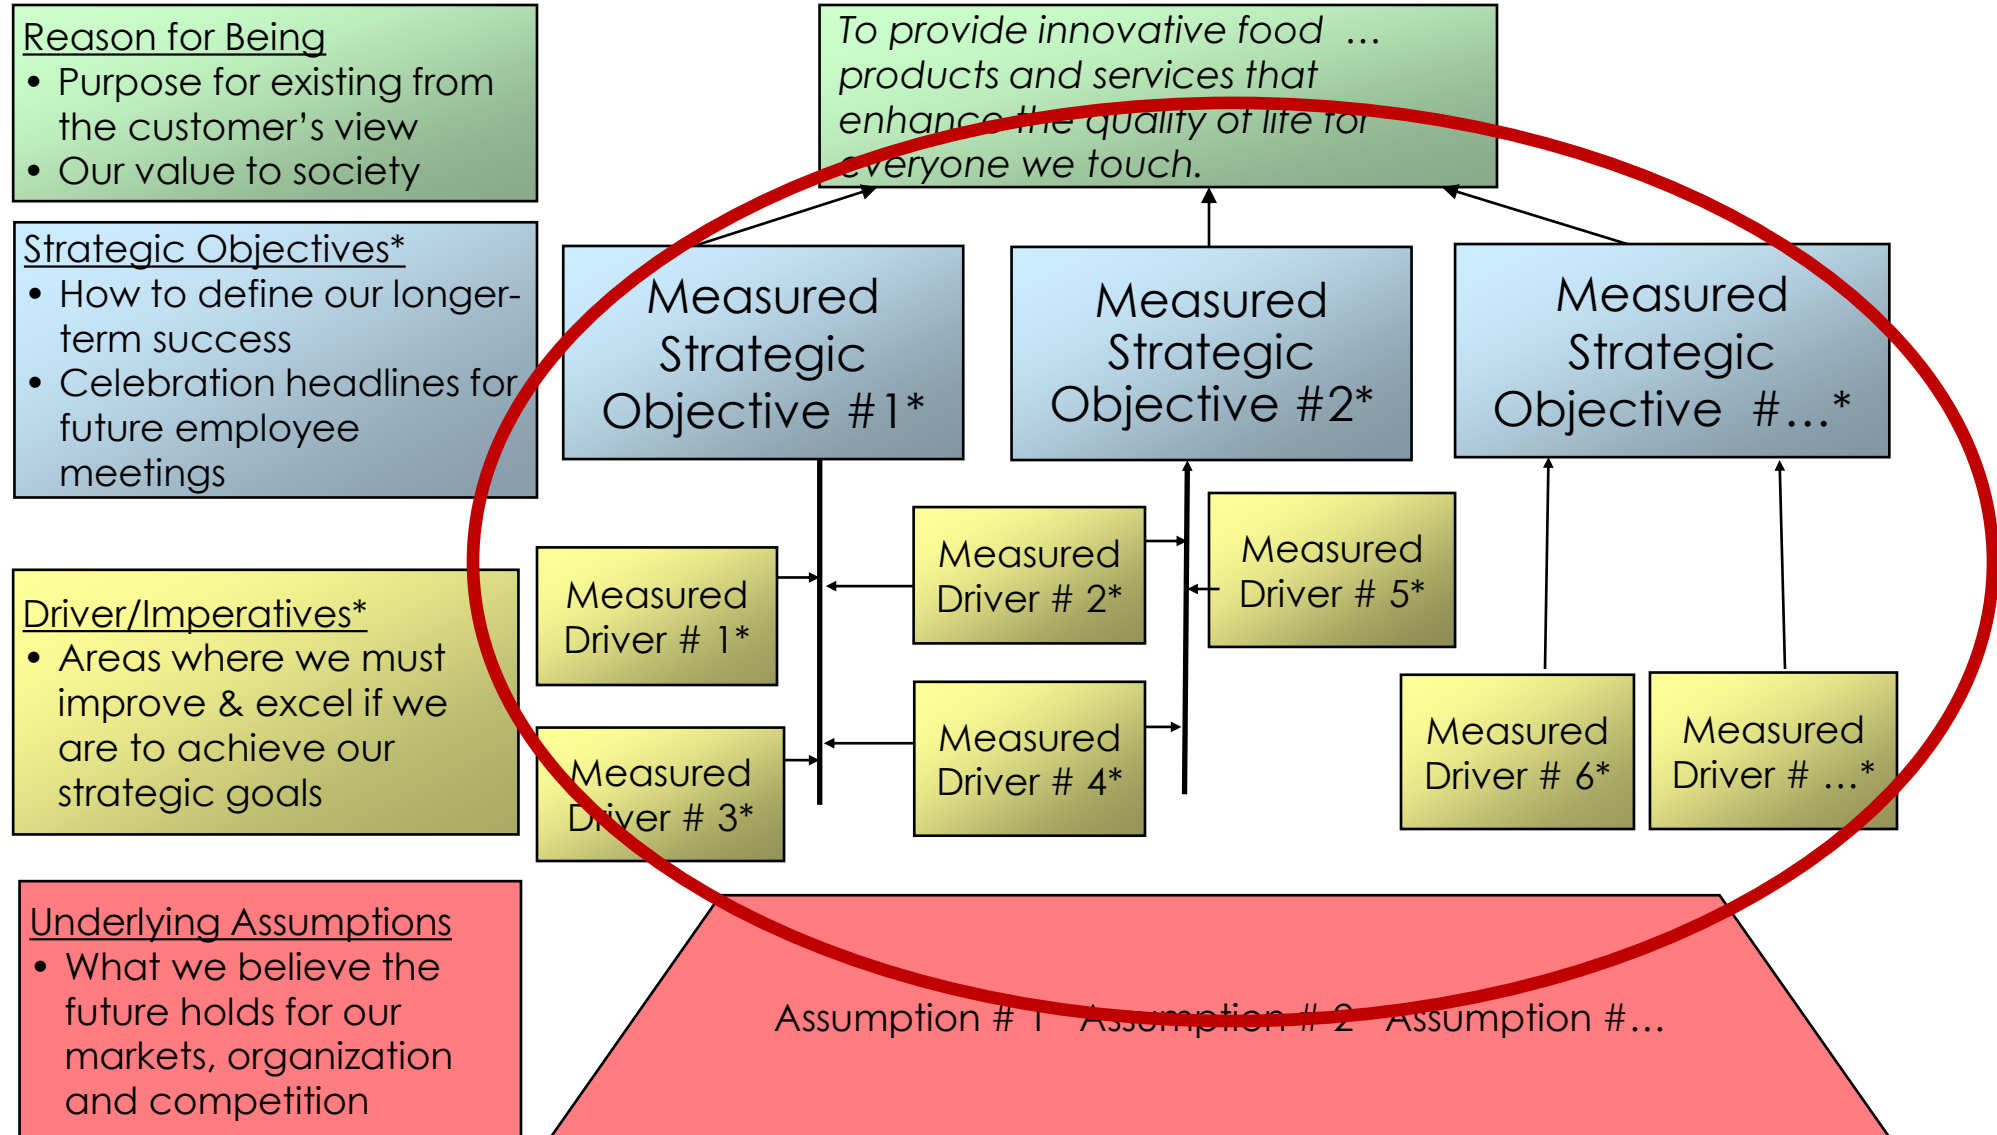 Reason for Being
• Purpose for existing from
the customer’s view
• Our value to society
To provide innovative food …
products and services that
enhance the quality of life for
everyone we touch.
Strategic Objectives*
• How to define our longer-
term success
• Celebration headlines for
future employee
meetings
Measured
Strategic
Objective #1*
Measured
Strategic
Objective #2*
Measured
Strategic
Objective #…*
Driver/Imperatives*
• Areas where we must
improve & excel if we
are to achieve our
strategic goals
Measured
Driver # 1*
Measured
Driver # 2*
Measured
Driver # 5*
Measured
Driver # 3*
Measured
Driver # 4*
Measured
Driver # 6*
Measured
Driver # …*
Underlying Assumptions
• What we believe the
future holds for our
markets, organization
and competition
Assumption # 1 Assumption # 2 Assumption #…